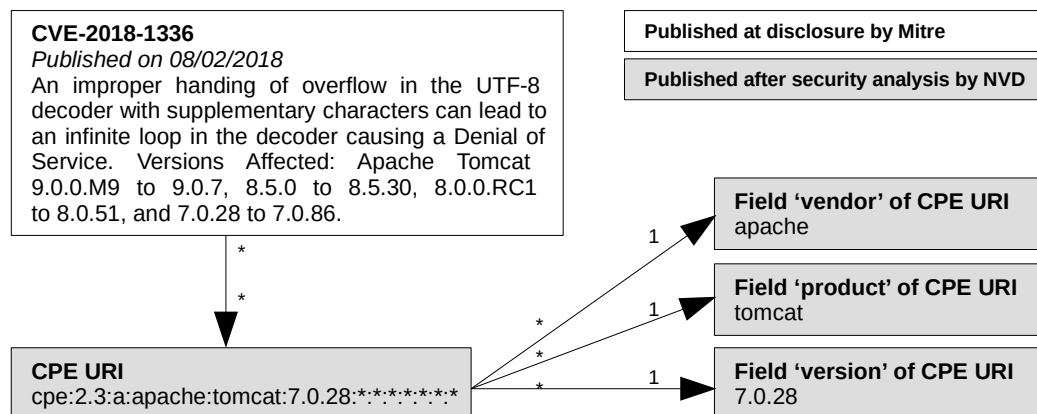 CVE-2018-1336
Published on 08/02/2018
An improper handing of overflow in the UTF-8
decoder with supplementary characters can lead to
an infinite loop in the decoder causing a Denial of
Service. Versions Affected: Apache Tomcat
9.0.0.M9 to 9.0.7, 8.5.0 to 8.5.30, 8.0.0.RC1
to 8.0.51, and 7.0.28 to 7.0.86.
Published at disclosure by Mitre
Published after security analysis by NVD
*
*
CPE URI
cpe:2.3:a:apache:tomcat:7.0.28:*:*:*:*:*:*:*
*
1
*
1
*
1
Field ‘vendor’ of CPE URI
apache
Field ‘product’ of CPE URI
tomcat
Field ‘version’ of CPE URI
7.0.28